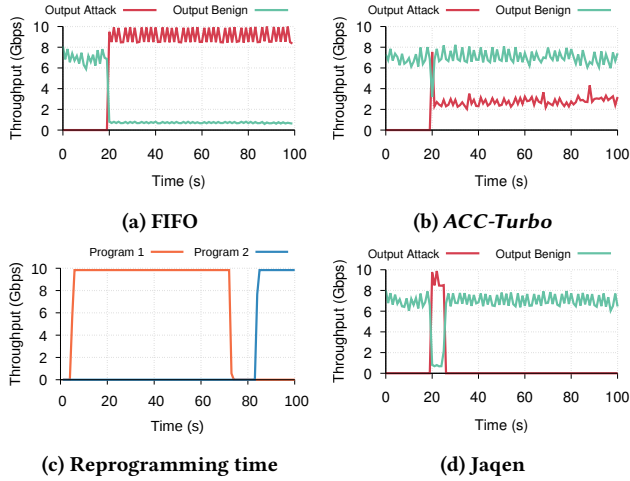 Output Attack Output Benign
Throughput (Gbps)
10
8
6
4
2
0
0 20 40 60 80 100
Time (s)
(a) FIFO
Output Attack Output Benign
Throughput (Gbps)
10
8
6
4
2
0
0 20 40 60 80 100
Time (s)
(b) ACC-Turbo
Program 1 Program 2
Throughput (Gbps)
10
8
6
4
2
0
0 20 40 60 80 100
Time (s)
(c) Reprogramming time
Output Attack Output Benign
Throughput (Gbps)
10
8
6
4
2
0
0 20 40 60 80 100
Time (s)
(d) Jaqen